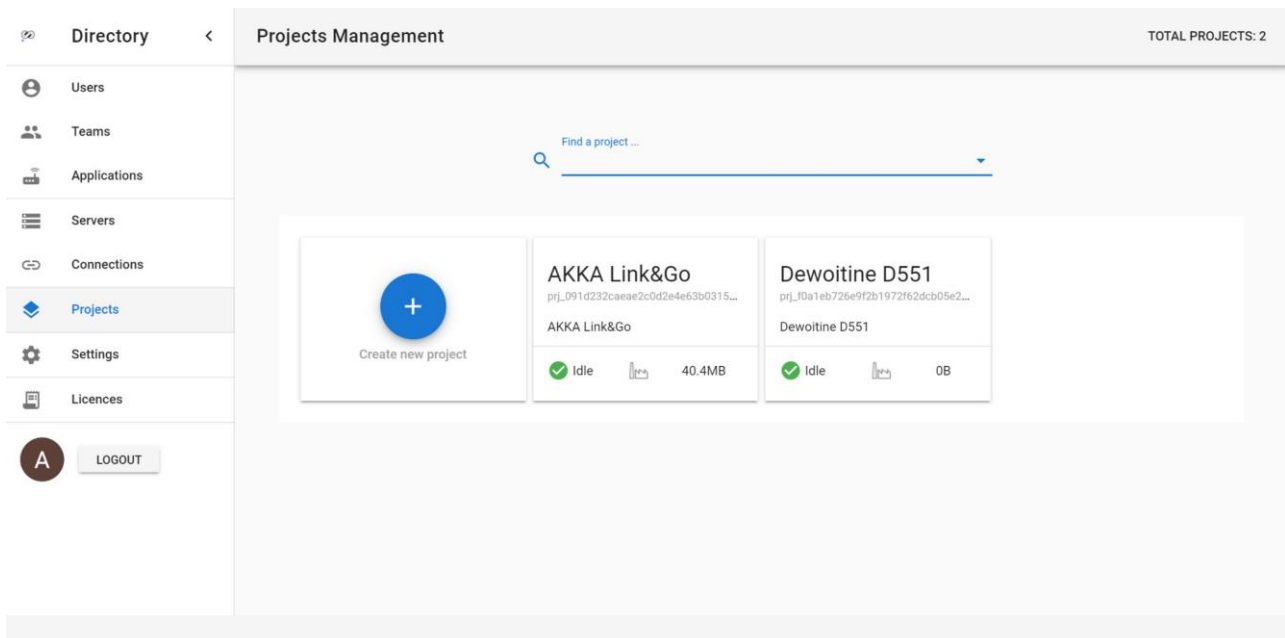 Directory
Projects Management
TOTAL PROJECTS: 2
Users
Teams
Applications
Servers
Connections
Projects
Settings
Licences
A
LOGOUT
Find a project ...
+
Create new project
AKKA Link&Go
prj_091d232caeae2c0d2e4e63b0315...
AKKA Link&Go
Idle
40.4MB
Dewoitine D551
prj_f0a1eb726e9f2b1972f62dcb05e2...
Dewoitine D551
Idle
0B